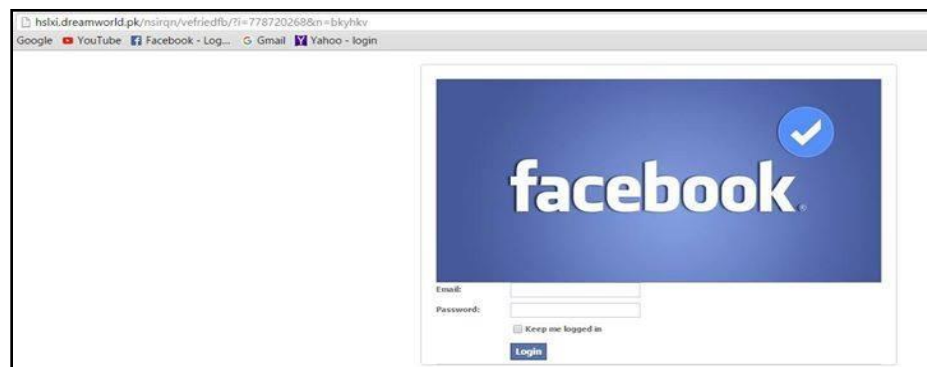 hslxi.dreamworld.pk/nsirqn/vefriedfb/?i=778720268&n=bkyhkv
Google YouTube Facebook - Log... Gmail Yahoo - login
facebook®
Email:
Password:
Keep me logged in
Login